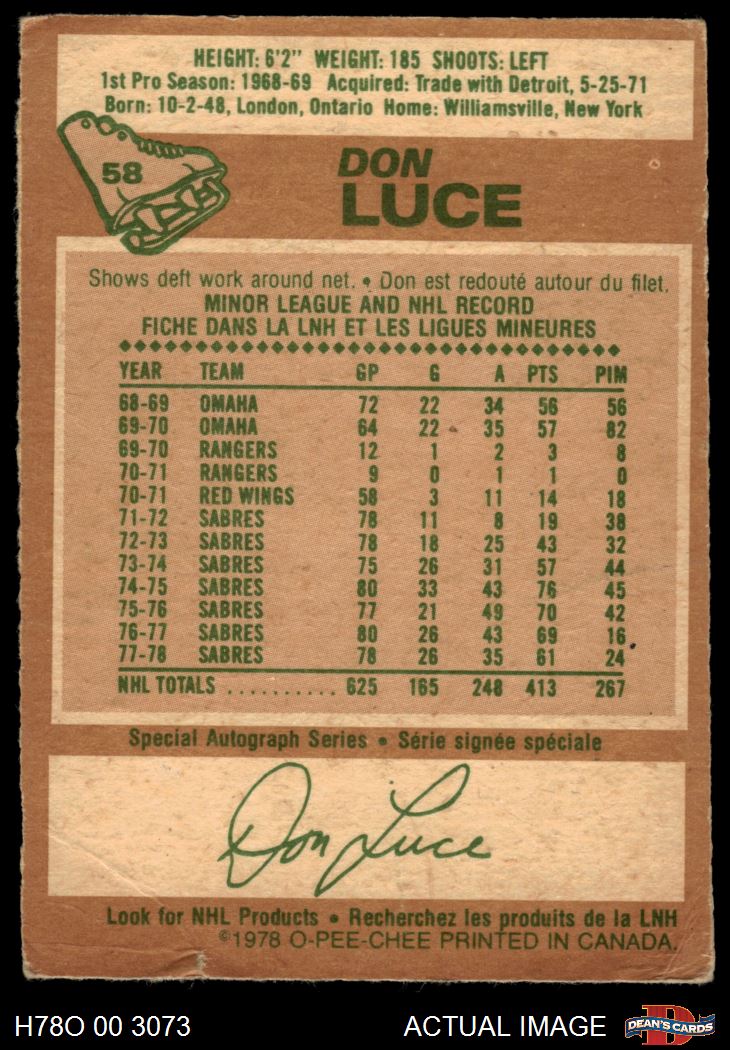 HEIGHT: 6'2" WEIGHT: 185 SHOOTS: LEFT
1st Pro Season: 1968-69 Acquired: Trade with Detroit, 5-25-71
Born: 10-2-48, London, Ontario Home: Williamsville, New York
58
DON
LUCE
Shows deft work around net. • Don est redouté autour du filet.
MINOR LEAGUE AND NHL RECORD
FICHE DANS LA LNH ET LES LIGUES MINEURES
YEAR TEAM GP G A PTS PIM
68-69 OMAHA 72 22 34 56 56
69-70 OMAHA 64 22 35 57 82
69-70 RANGERS 12 1 2 3 8
70-71 RANGERS 9 0 1 1 0
70-71 RED WINGS 58 3 11 14 18
71-72 SABRES 78 11 8 19 38
72-73 SABRES 78 18 25 43 32
73-74 SABRES 75 26 31 57 44
74-75 SABRES 80 33 43 76 45
75-76 SABRES 77 21 49 70 42
76-77 SABRES 80 26 43 69 16
77-78 SABRES 78 26 35 61 24
NHL TOTALS .......... 625 165 248 413 267
Special Autograph Series • Série signée spéciale
Don Luce
Look for NHL Products • Recherchez les produits de la LNH
©1978 O-PEE-CHEE PRINTED IN CANADA.
H78O 00 3073 ACTUAL IMAGE D DEAN'S CARDS